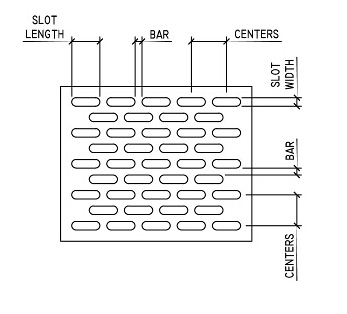 SLOT
LENGTH
BAR
CENTERS
SLOT
WIDTH
BAR
CENTERS